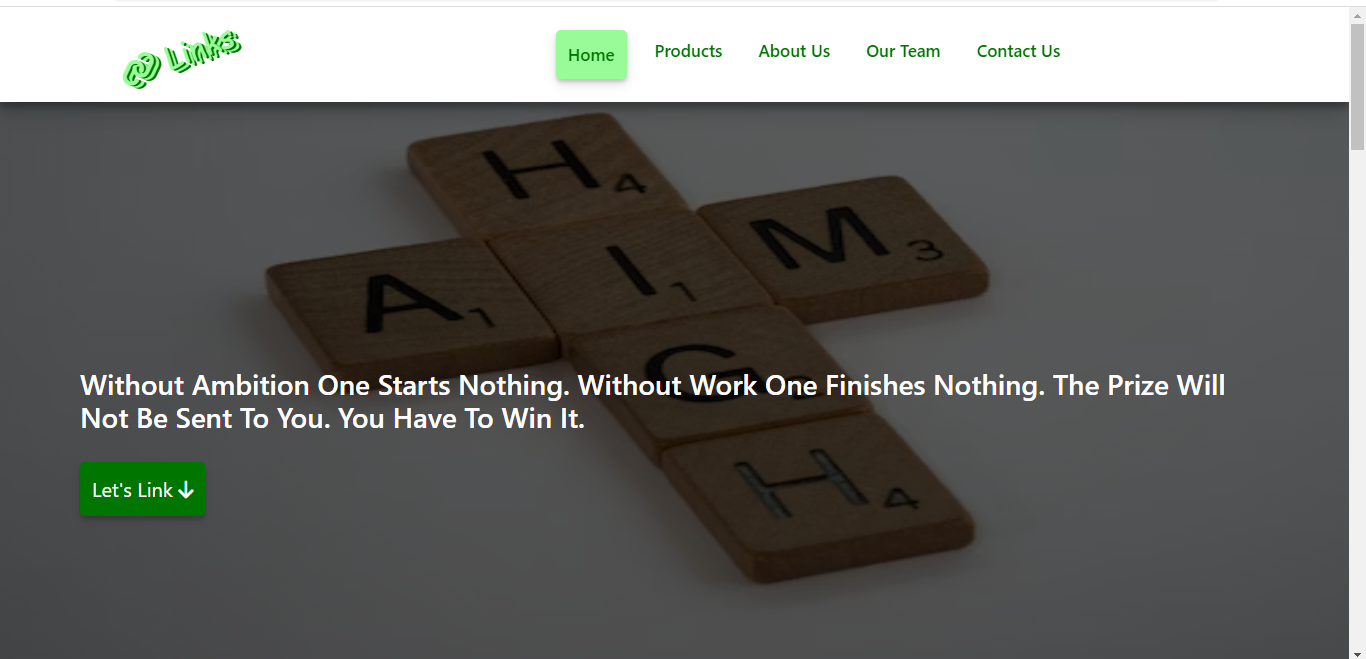 @ Links
Home Products About Us Our Team Contact Us
H4
A1 I1 M3
G
H4
Without Ambition One Starts Nothing. Without Work One Finishes Nothing. The Prize Will
Not Be Sent To You. You Have To Win It.
Let's Link